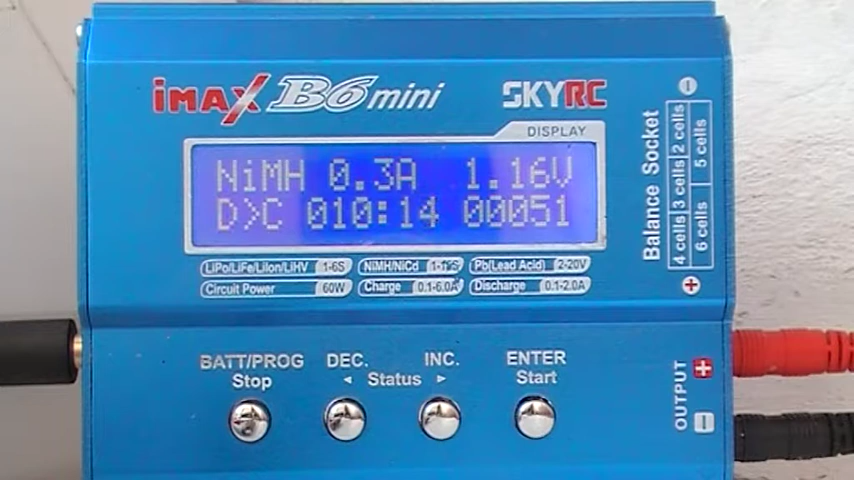 iMAX B6 mini
SKYRC
DISPLAY
NiMH 0.3A 1.16V
D>C 010:14 00051
LiPo/LiFe/LiIon/LiHV 1-6S
NiMH/NiCd 1-15S
Pb(Lead Acid) 2-20V
Circuit Power 60W
Charge 0.1-6.0A
Discharge 0.1-2.0A
Balance Socket
2 cells
3 cells
4 cells
5 cells
6 cells
BATT/PROG
Stop
DEC.
INC.
◄ Status ►
ENTER
Start
OUTPUT
+
-